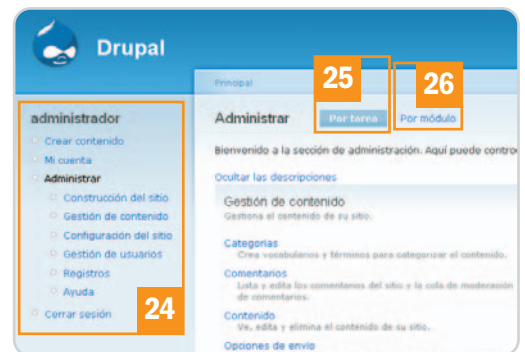 Drupal
Principal
25
26
administrador
Crear contenido
Mi cuenta
Administrar
Construcción del sitio
Gestión de contenido
Configuración del sitio
Gestión de usuarios
Registros
Ayuda
Cerrar sesión
24
Administrar
Por tarea
Por módulo
Bienvenido a la sección de administración. Aquí puede contro
Ocultar las descripciones
Gestión de contenido
Gestiona el contenido de su sitio.
Categorías
Crea vocabularios y términos para categorizar el contenido.
Comentarios
Lista y edita los comentarios del sitio y la cola de moderación
de comentarios.
Contenido
Ve, edita y elimina el contenido de su sitio.
Opciones de envío